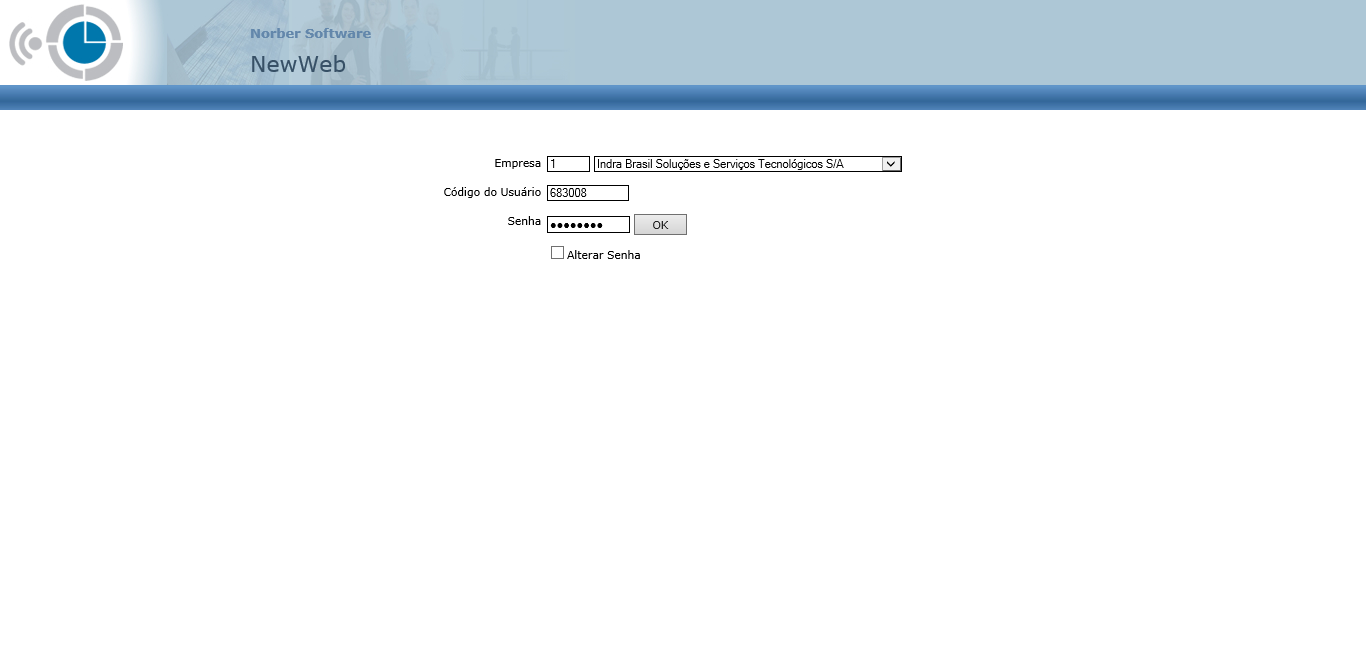 Norber Software
NewWeb
Empresa 1 Indra Brasil Soluções e Serviços Tecnológicos S/A
Código do Usuário 683008
Senha •••••••• OK
Alterar Senha